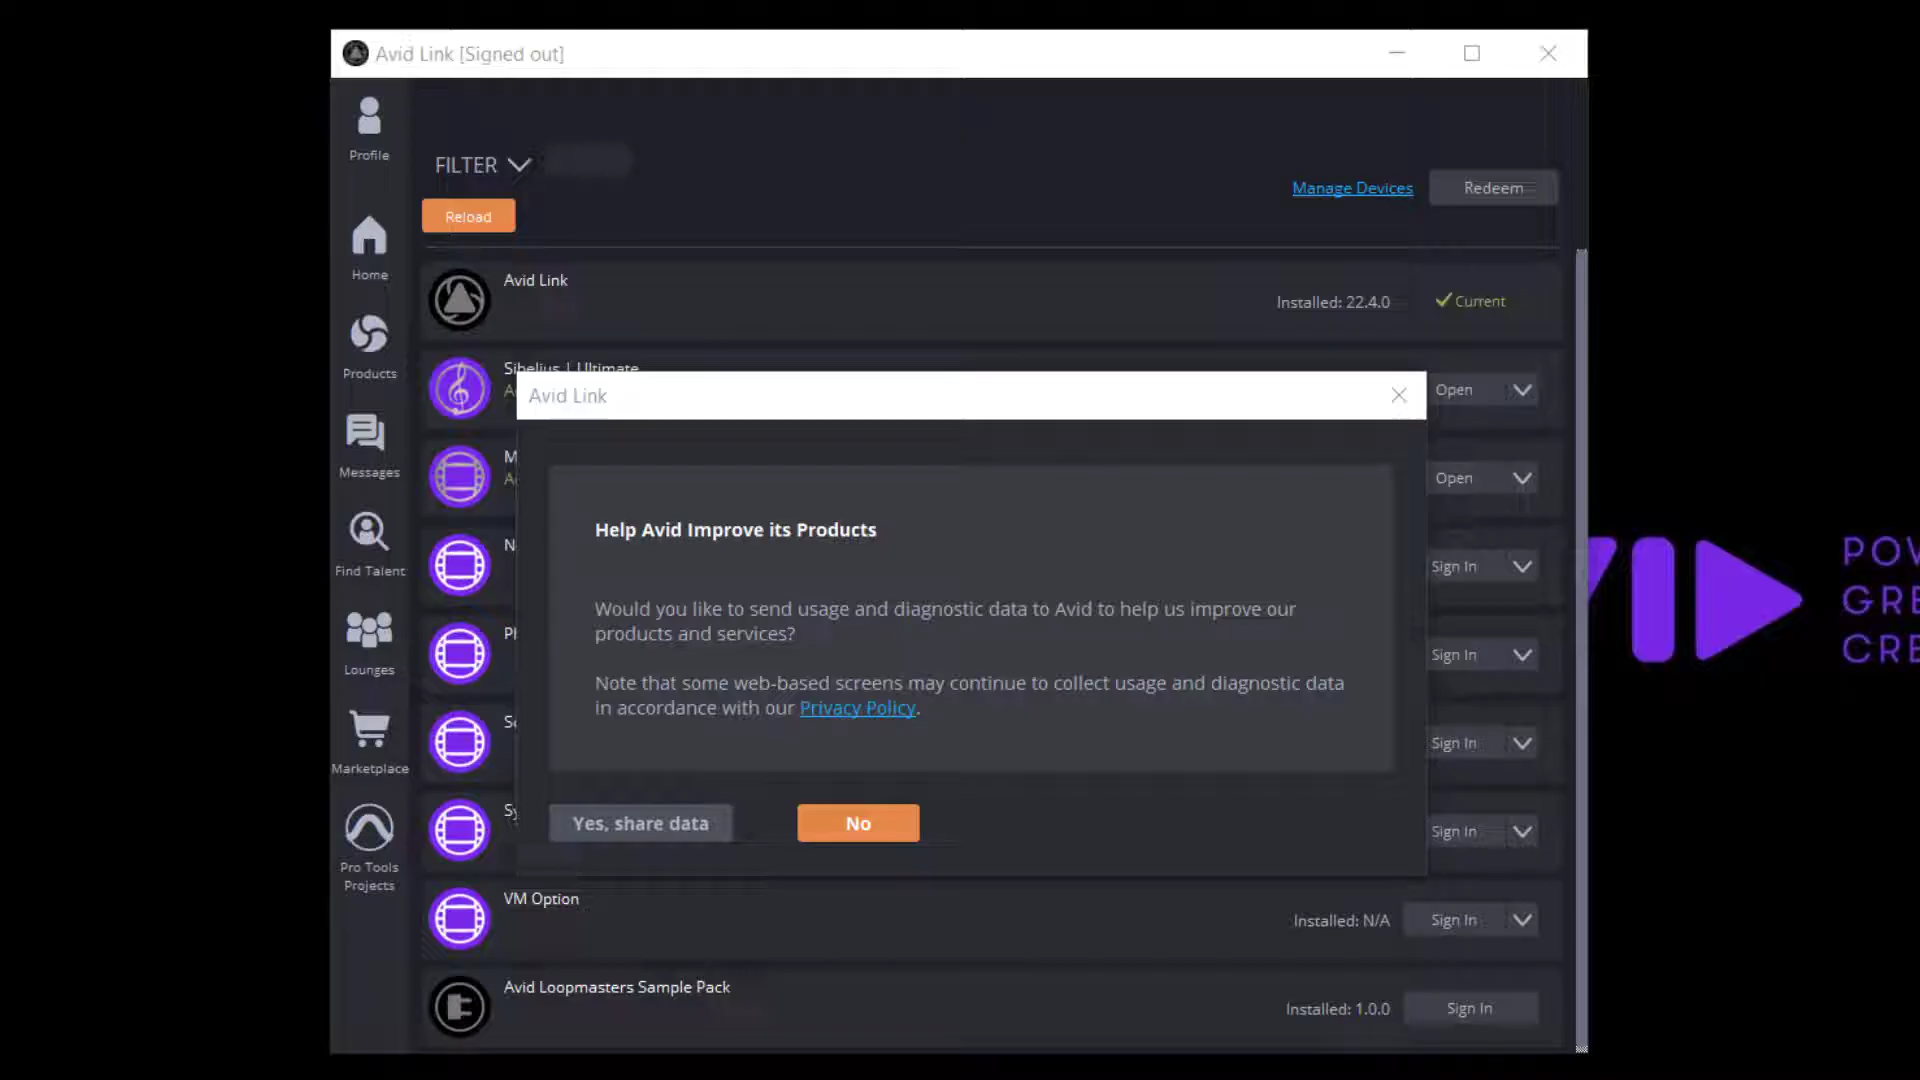 Avid Link [Signed out]
Profile
FILTER
Manage Devices
Redeem
Reload
Home
Avid Link
Installed: 22.4.0
Current
Products
Sibelius | Ultimate
A
Open
Avid Link
Messages
M
A
Open
Help Avid Improve its Products
Find Talent
N
Sign In
Would you like to send usage and diagnostic data to Avid to help us improve our
products and services?
Lounges
Sign In
Note that some web-based screens may continue to collect usage and diagnostic data
in accordance with our Privacy Policy.
Marketplace
Sign In
Yes, share data
No
Sign In
Pro Tools
Projects
VM Option
Installed: N/A
Sign In
Avid Loopmasters Sample Pack
Installed: 1.0.0
Sign In
POW
GRE
CRE